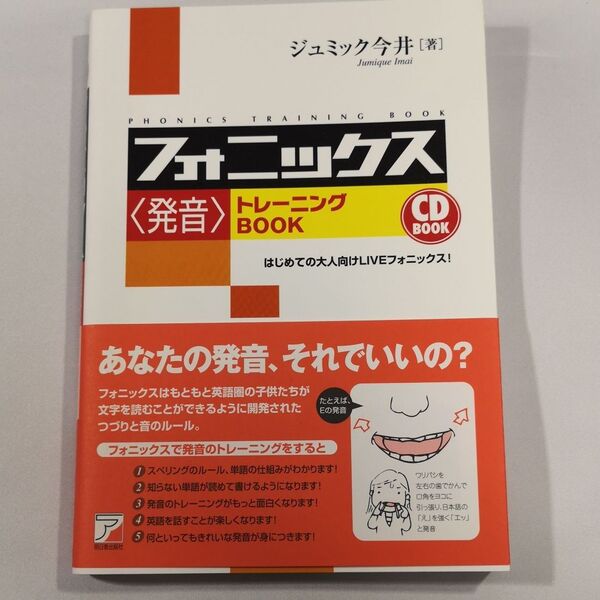 ジュミック今井[著]
Jumique Imai
PHONICS TRAINING BOOK
フォニックス
〈発音〉
トレーニング
BOOK
CD
BOOK
はじめての大人向けLIVEフォニックス!
あなたの発音、それでいいの?
フォニックスはもともと英語圏の子供たちが
文字を読むことができるように開発された
つづりと音のルール。
フォニックスで発音のトレーニングをすると
1 スペリングのルール、単語の仕組みがわかります!
2 知らない単語が読めて書けるようになります!
3 発音のトレーニングがもっと面白くなります!
4 英語を話すことが楽しくなります!
5 何といってもきれいな発音が身につきます!
たとえば、
Eの発音
ワリバシを
左右の歯でかんで
口角をヨコに
引っ張り、日本語の
「え」を強く「エッ」
と発音
明日香出版社